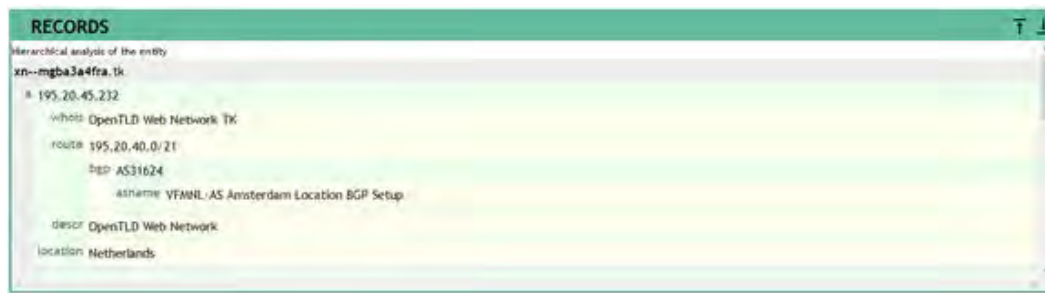 RECORDS
Hierarchical analysis of the entity
xn--mgba3a4fra.tk
a 195.20.45.232
whois OpenTLD Web Network TK
route 195.20.40.0/21
bgp AS31624
asname VFMNL-AS Amsterdam Location BGP Setup
descr OpenTLD Web Network
location Netherlands